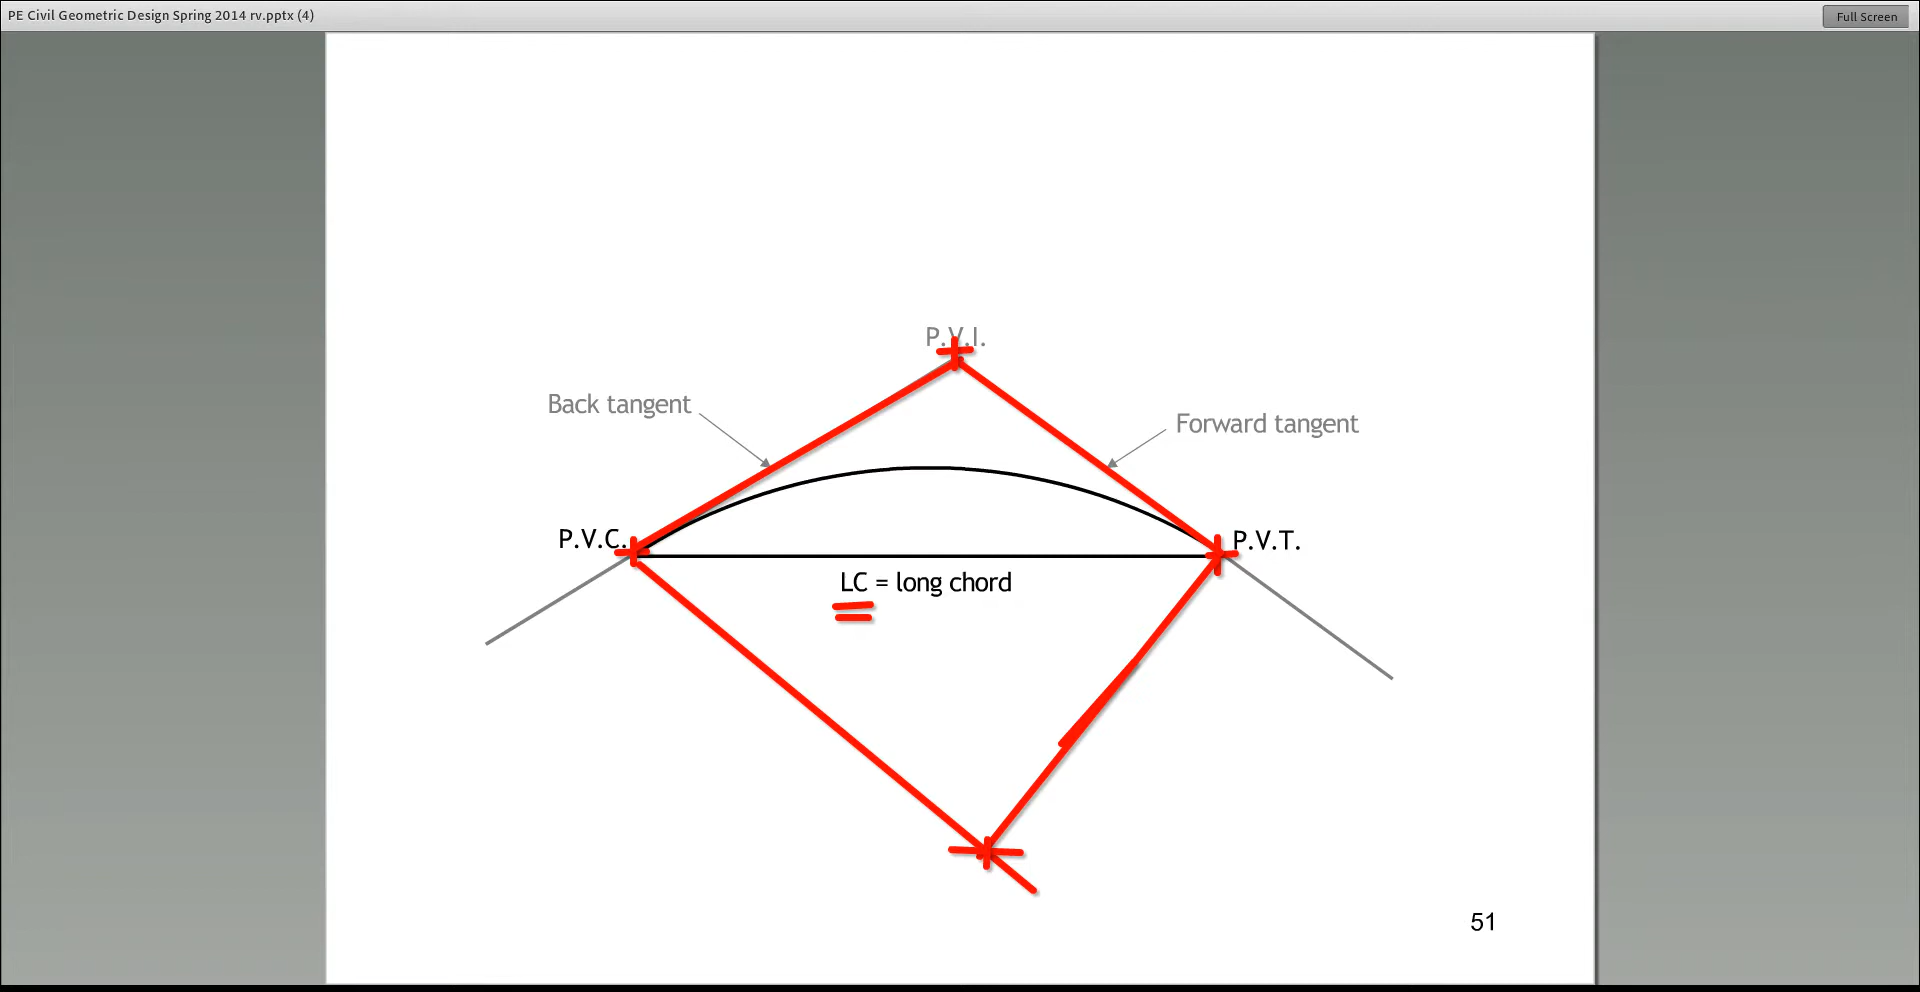 PE Civil Geometric Design Spring 2014 rv.pptx (4)
Full Screen
P.V.I.
Back tangent
Forward tangent
P.V.C.
P.V.T.
LC = long chord
51